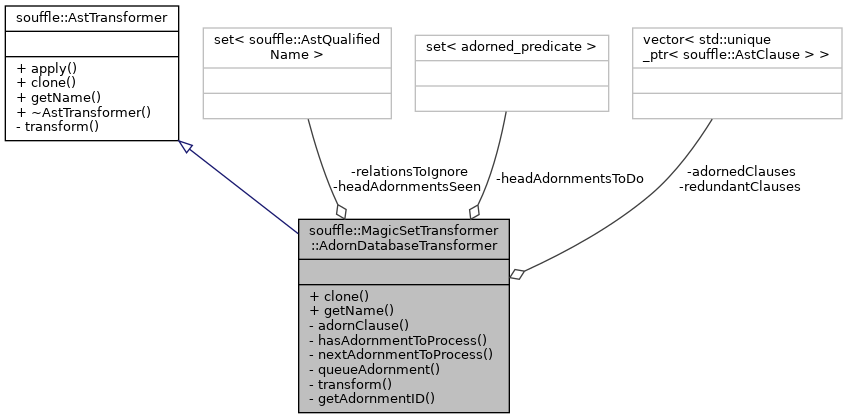 souffle::AstTransformer
+ apply()
+ clone()
+ getName()
+ ~AstTransformer()
- transform()
set< souffle::AstQualified
Name >
set< adorned_predicate >
vector< std::unique
_ptr< souffle::AstClause > >
-relationsToIgnore
-headAdornmentsSeen
-headAdornmentsToDo
-adornedClauses
-redundantClauses
souffle::MagicSetTransformer
::AdornDatabaseTransformer
+ clone()
+ getName()
- adornClause()
- hasAdornmentToProcess()
- nextAdornmentToProcess()
- queueAdornment()
- transform()
- getAdornmentID()